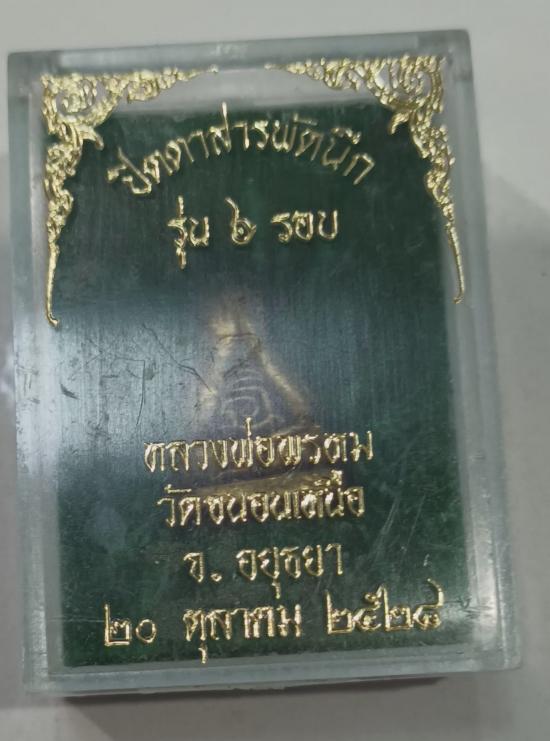 ปิดตาสารพัดนึก
รุ่น ๖ รอบ
หลวงพ่อพรหม
วัดขนอนเหนือ
จ. อยุธยา
๒๐ ตุลาคม ๒๕๒๘